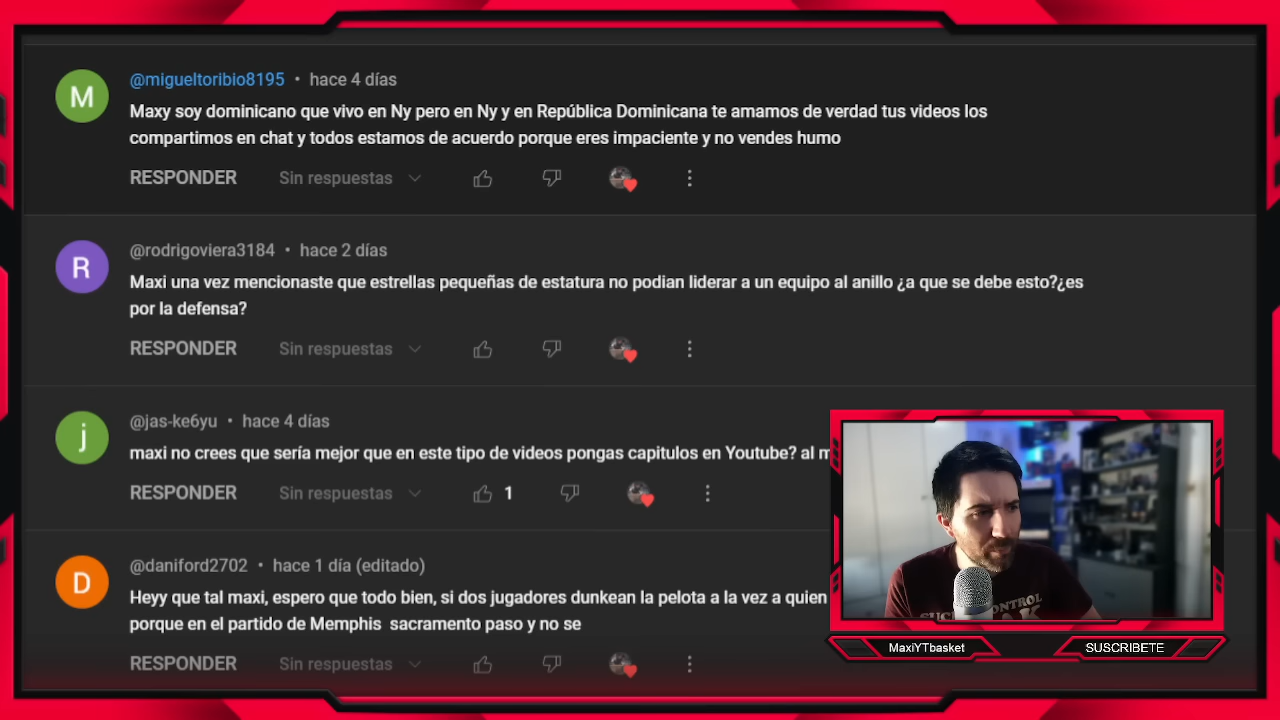 M
@migueltoribio8195 • hace 4 días
Maxy soy dominicano que vivo en Ny pero en Ny y en República Dominicana te amamos de verdad tus videos los
compartimos en chat y todos estamos de acuerdo porque eres impaciente y no vendes humo
RESPONDER Sin respuestas
R
@rodrigoviera3184 • hace 2 días
Maxi una vez mencionaste que estrellas pequeñas de estatura no podian liderar a un equipo al anillo ¿a que se debe esto?¿es
por la defensa?
RESPONDER Sin respuestas
j
@jas-ke6yu • hace 4 días
maxi no crees que sería mejor que en este tipo de videos pongas capitulos en Youtube? al
RESPONDER Sin respuestas 1
D
@daniford2702 • hace 1 día (editado)
Heyy que tal maxi, espero que todo bien, si dos jugadores dunkean la pelota a la vez a quien
porque en el partido de Memphis sacramento paso y no se
RESPONDER Sin respuestas
CONTROL
MaxiYTbasket
SUSCRIBETE